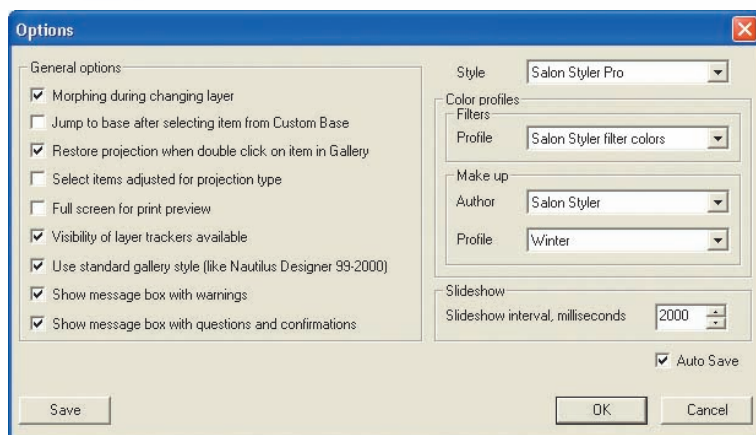 Options
General options
Morphing during changing layer
Jump to base after selecting item from Custom Base
Restore projection when double click on item in Gallery
Select items adjusted for projection type
Full screen for print preview
Visibility of layer trackers available
Use standard gallery style (like Nautilus Designer 99-2000)
Show message box with warnings
Show message box with questions and confirmations
Style Salon Styler Pro
Color profiles
Filters
Profile Salon Styler filter colors
Make up
Author Salon Styler
Profile Winter
Slideshow
Slideshow interval, milliseconds 2000
Auto Save
Save OK Cancel